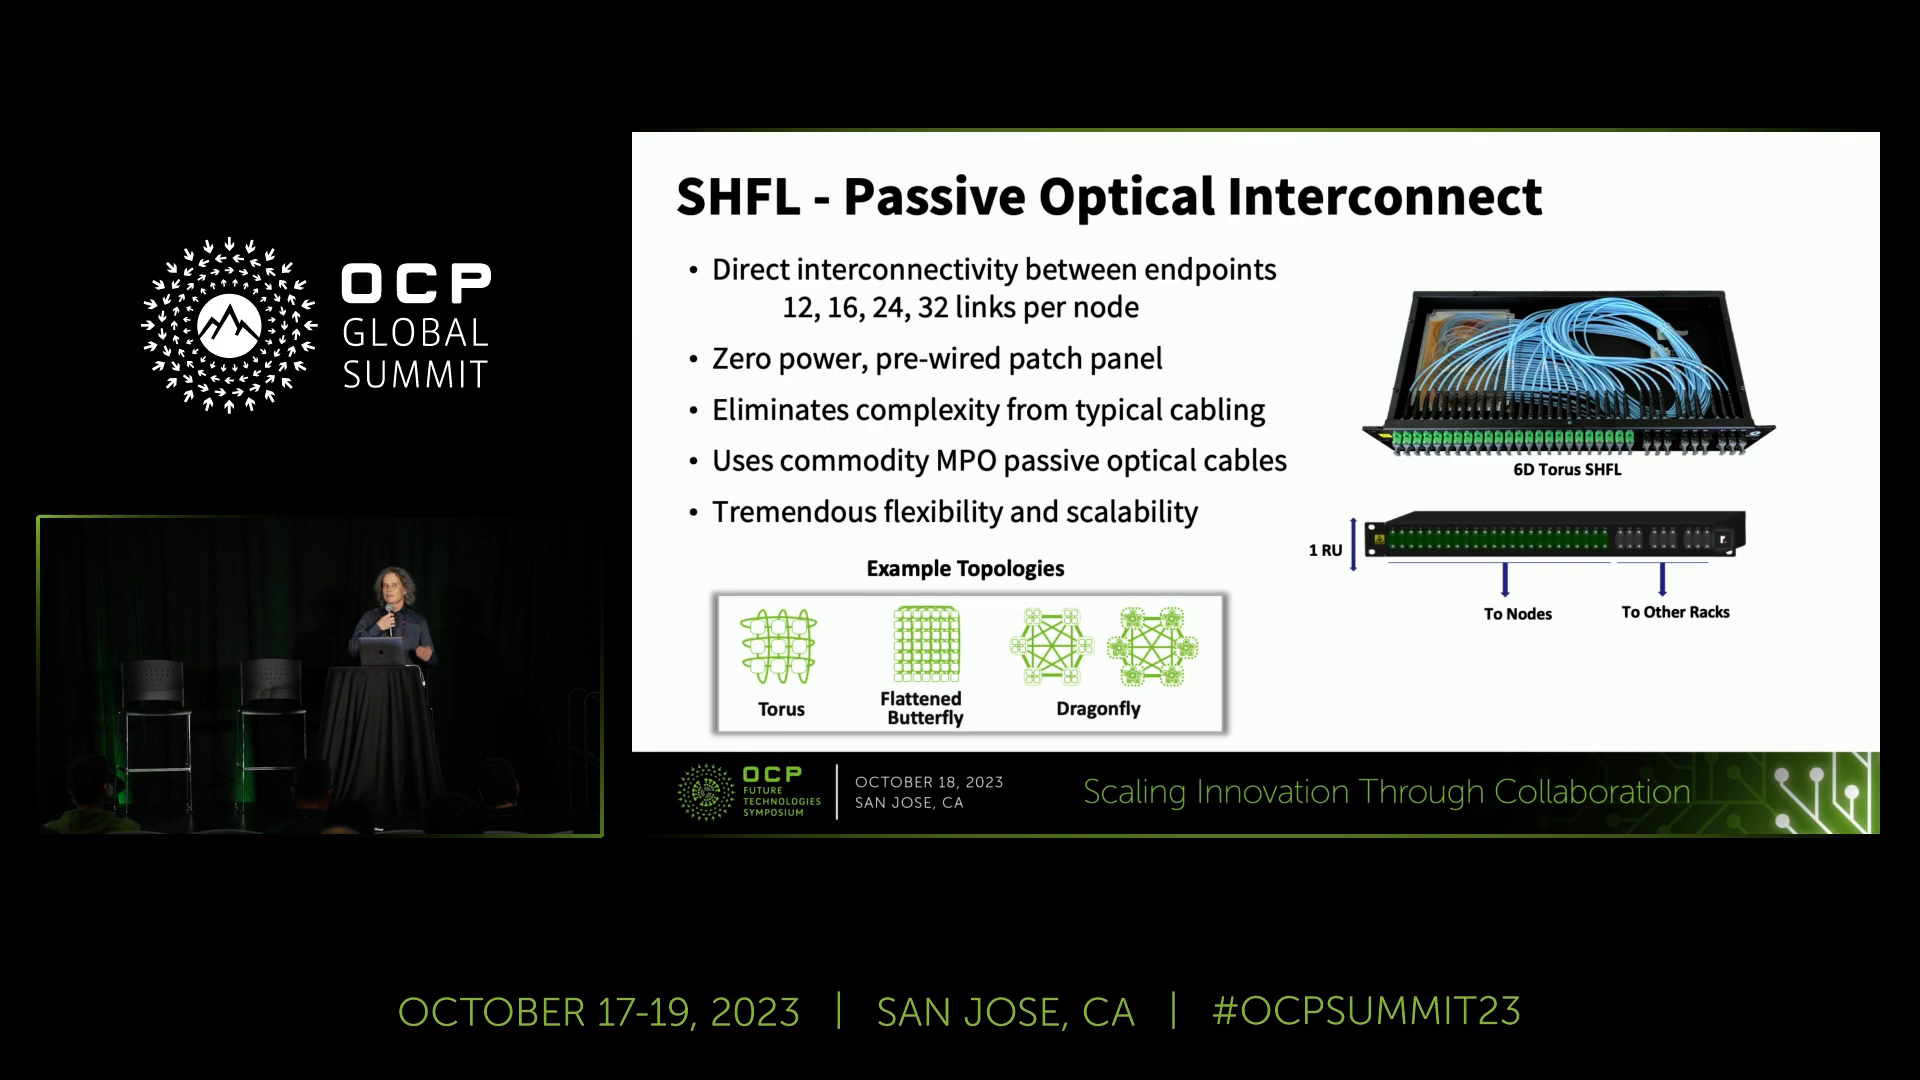 OCP
GLOBAL
SUMMIT
SHFL - Passive Optical Interconnect
• Direct interconnectivity between endpoints
12, 16, 24, 32 links per node
• Zero power, pre-wired patch panel
• Eliminates complexity from typical cabling
• Uses commodity MPO passive optical cables
• Tremendous flexibility and scalability
6D Torus SHFL
1 RU
r.
To Nodes
To Other Racks
Example Topologies
Torus
Flattened
Butterfly
Dragonfly
OCP
FUTURE
TECHNOLOGIES
SYMPOSIUM
OCTOBER 18, 2023
SAN JOSE, CA
Scaling Innovation Through Collaboration
OCTOBER 17-19, 2023 | SAN JOSE, CA | #OCPSUMMIT23